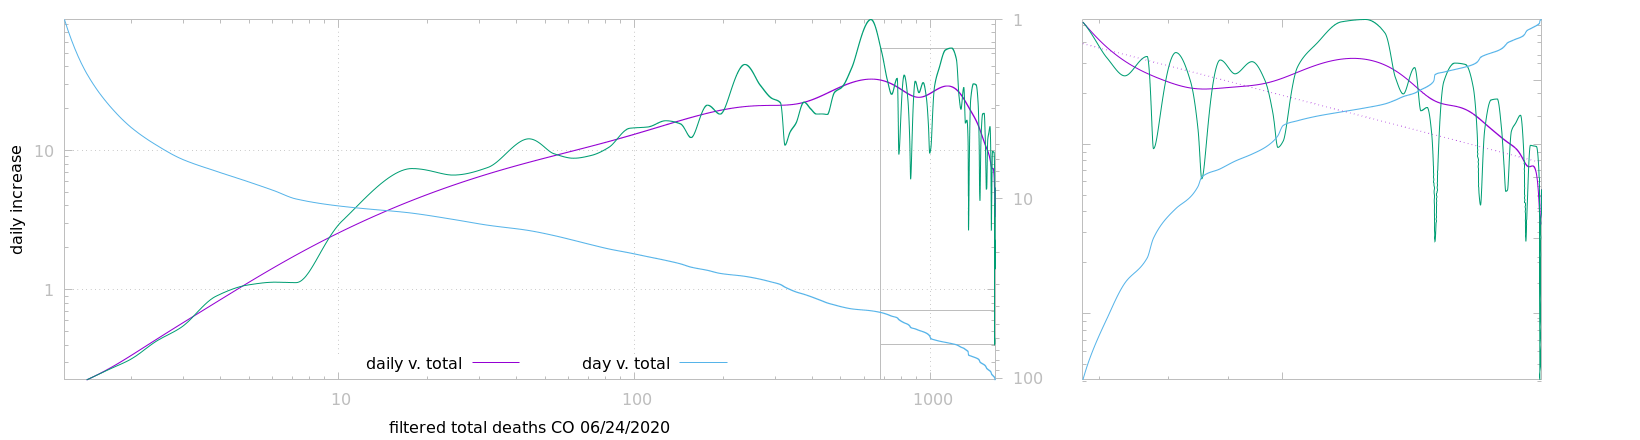 1
10
10
1
daily increase
daily v. total day v. total
100
10 100 1000
filtered total deaths CO 06/24/2020